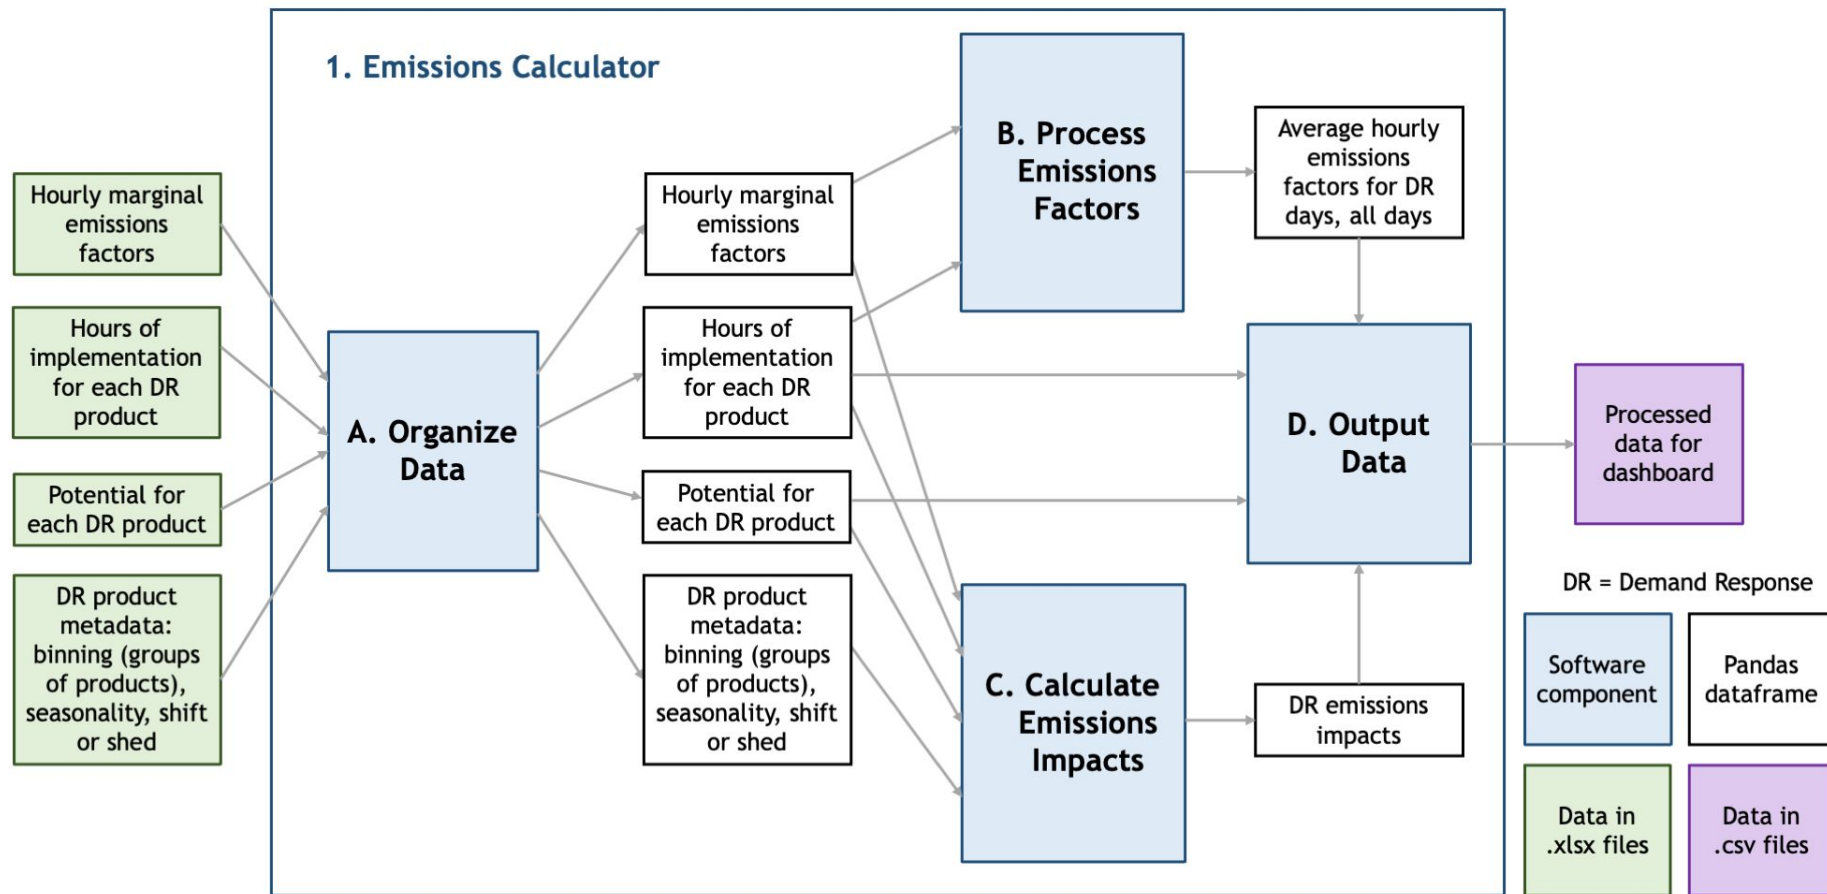 1. Emissions Calculator
Hourly marginal
emissions
factors
Hours of
implementation
for each DR
product
Potential for
each DR product
DR product
metadata:
binning (groups
of products),
seasonality, shift
or shed
A. Organize
Data
Hourly marginal
emissions
factors
Hours of
implementation
for each DR
product
Potential for
each DR product
DR product
metadata:
binning (groups
of products),
seasonality, shift
or shed
B. Process
Emissions
Factors
C. Calculate
Emissions
Impacts
Average hourly
emissions
factors for DR
days, all days
D. Output
Data
DR emissions
impacts
Processed
data for
dashboard
DR = Demand Response
Software
component
Pandas
dataframe
Data in
.xlsx files
Data in
.csv files